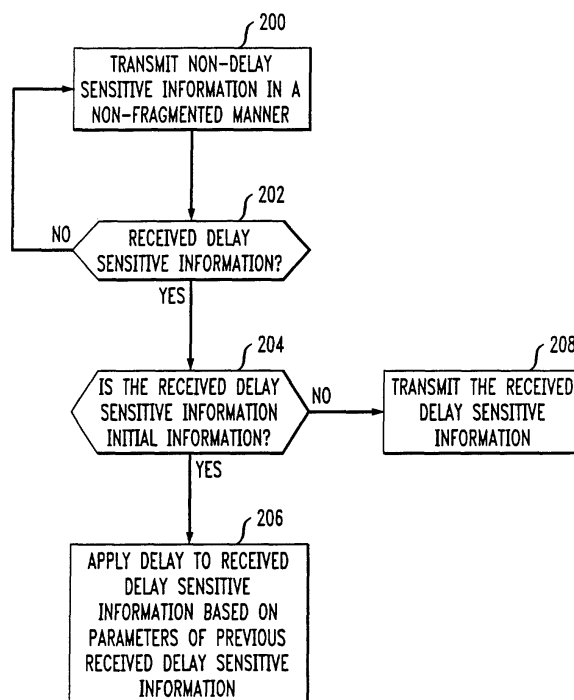 200
TRANSMIT NON-DELAY
SENSITIVE INFORMATION IN A
NON-FRAGMENTED MANNER
202
NO
RECEIVED DELAY
SENSITIVE INFORMATION?
YES
204
IS THE RECEIVED DELAY
SENSITIVE INFORMATION
INITIAL INFORMATION?
NO
208
TRANSMIT THE RECEIVED
DELAY SENSITIVE
INFORMATION
YES
206
APPLY DELAY TO RECEIVED
DELAY SENSITIVE
INFORMATION BASED ON
PARAMETERS OF PREVIOUS
RECEIVED DELAY SENSITIVE
INFORMATION